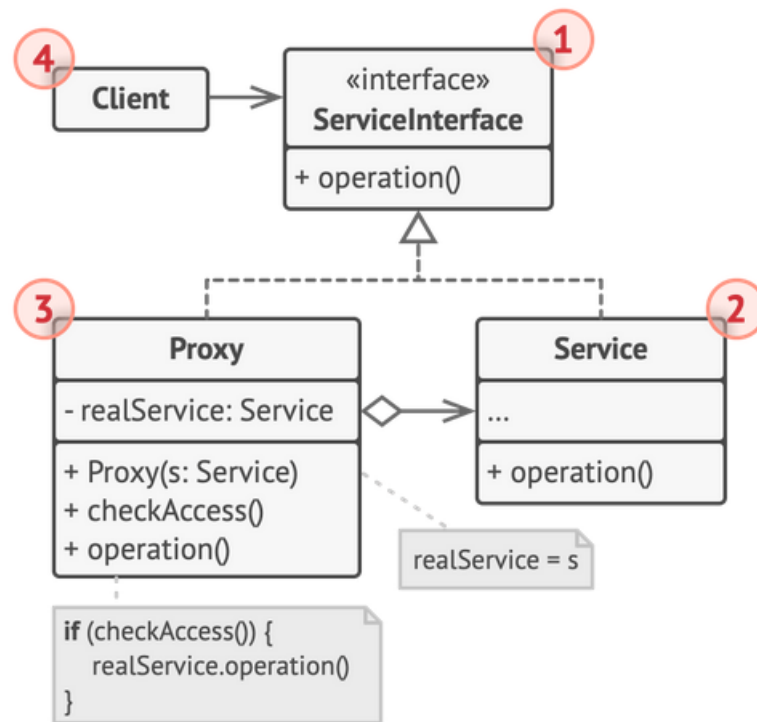 4
Client
1
«interface»
ServiceInterface
+ operation()
3
Proxy
- realService: Service
+ Proxy(s: Service)
+ checkAccess()
+ operation()
2
Service
...
+ operation()
realService = s
if (checkAccess()) {
realService.operation()
}